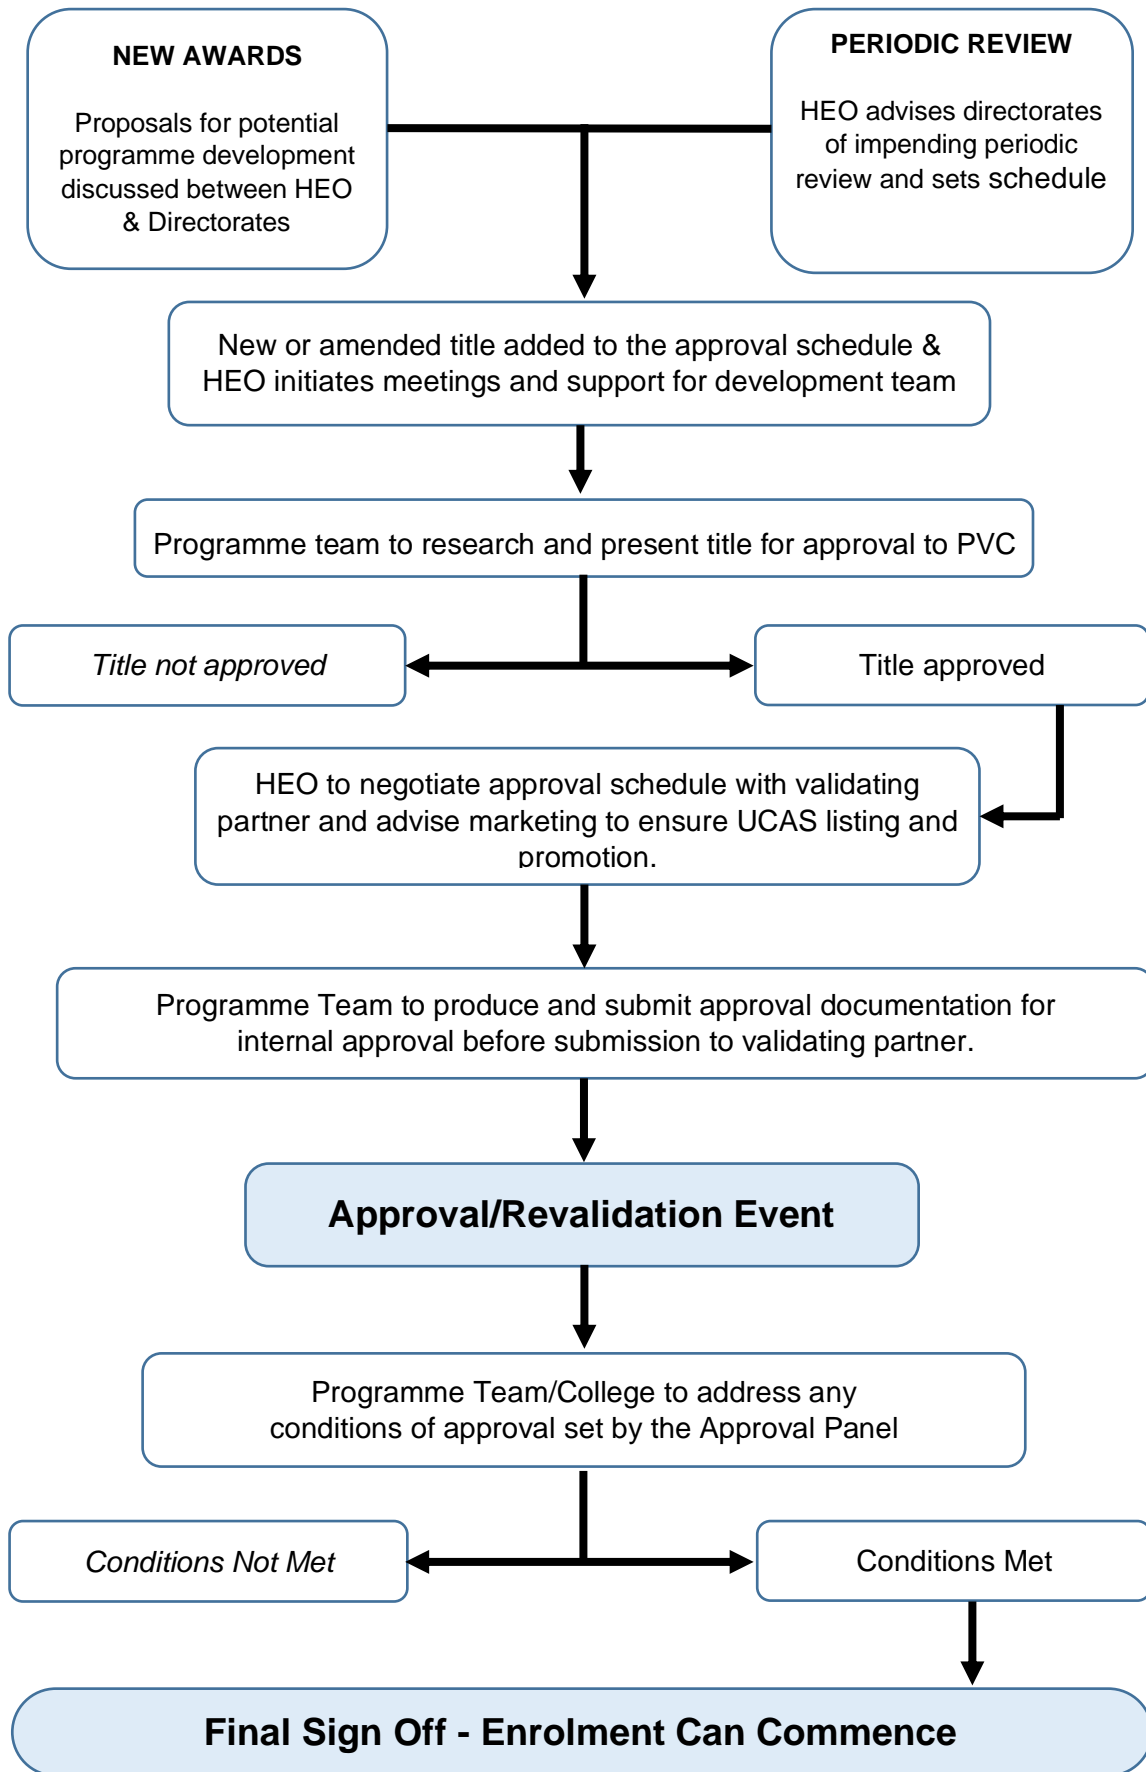 NEW AWARDS
Proposals for potential
programme development
discussed between HEO
& Directorates
PERIODIC REVIEW
HEO advises directorates
of impending periodic
review and sets schedule
New or amended title added to the approval schedule &
HEO initiates meetings and support for development team
Programme team to research and present title for approval to PVC
Title not approved
Title approved
HEO to negotiate approval schedule with validating
partner and advise marketing to ensure UCAS listing and
promotion.
Programme Team to produce and submit approval documentation for
internal approval before submission to validating partner.
Approval/Revalidation Event
Programme Team/College to address any
conditions of approval set by the Approval Panel
Conditions Not Met
Conditions Met
Final Sign Off - Enrolment Can Commence